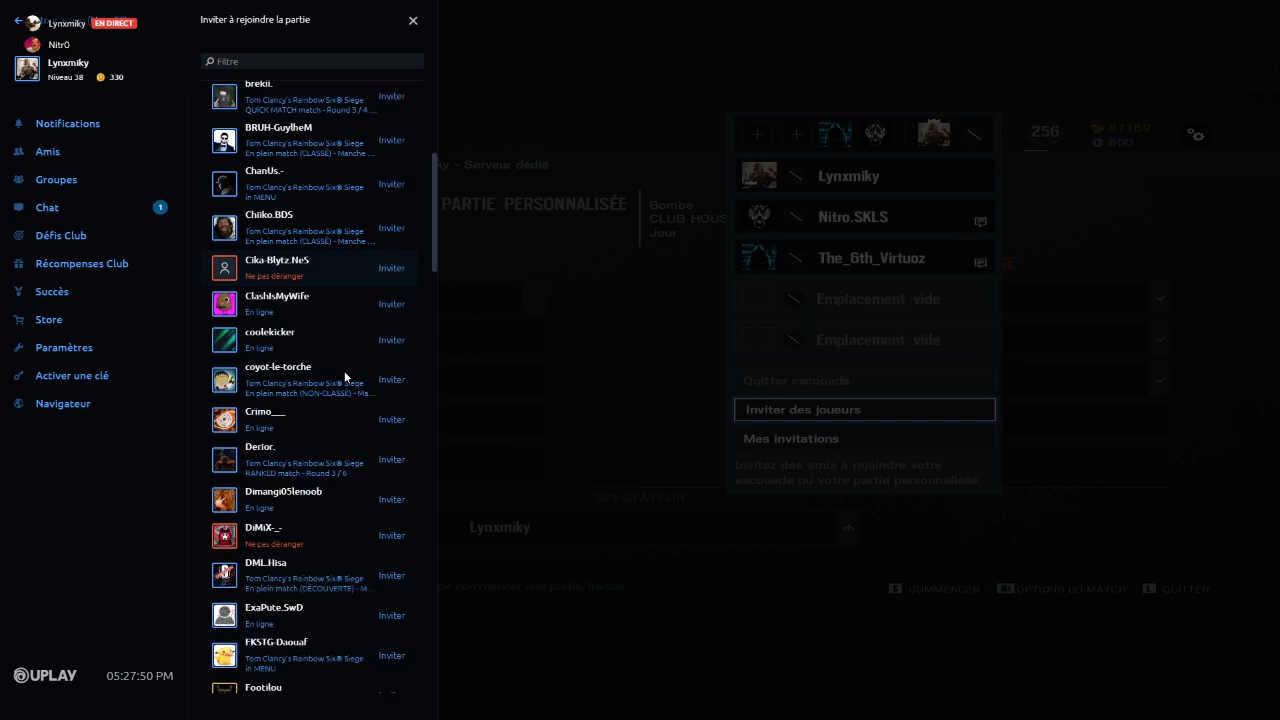 Lynxmiky EN DIRECT
Nitr0
Lynxmiky
Niveau 38 330
Notifications
Amis
Groupes
Chat 1
Défis Club
Récompenses Club
Succès
Store
Paramètres
Activer une clé
Navigateur
UPLAY 05:27:50 PM
Inviter à rejoindre la partie
Filtre
brekii.
Tom Clancy's Rainbow Six® Siege
QUICK MATCH match - Round 3 / 4 ...
Inviter
BRUH-GuylheM
Tom Clancy's Rainbow Six® Siege
En plein match (CLASSÉ) - Manche ...
Inviter
ChanUs.-
Tom Clancy's Rainbow Six® Siege
in MENU
Inviter
Chiiko.BDS
Tom Clancy's Rainbow Six® Siege
En plein match (CLASSÉ) - Manche ...
Inviter
Cika-Blytz.NeS
Ne pas déranger
Inviter
ClashIsMyWife
En ligne
Inviter
coolekicker
En ligne
Inviter
coyot-le-torche
Tom Clancy's Rainbow Six® Siege
En plein match (NON-CLASSÉ) - Ma...
Inviter
Crimo___
En ligne
Inviter
Derior.
Tom Clancy's Rainbow Six® Siege
RANKED match - Round 3 / 6
Inviter
Dimangi05lenoob
En ligne
Inviter
DiMiX-_-
Ne pas déranger
Inviter
DML.Hisa
Tom Clancy's Rainbow Six® Siege
En plein match (DÉCOUVERTE) - M...
Inviter
ExaPute.SwD
En ligne
Inviter
FKSTG-Daouaf
Tom Clancy's Rainbow Six® Siege
in MENU
Inviter
Footilou
ky - Serveur dédié
PARTIE PERSONNALISÉE
Bombe
CLUB HOUS
Jour
256 87169
600
Lynxmiky
Nitro.SKLS
The_6th_Virtuoz
Emplacement vide
Emplacement vide
Quitter escouade
Inviter des joueurs
Mes invitations
Invitez des amis à rejoindre votre
escouade ou votre partie personnalisée.
SPECTATEUR
Lynxmiky
commencer une partie. Invitez
COMMENCER OPTIONS DU MATCH L QUITTER